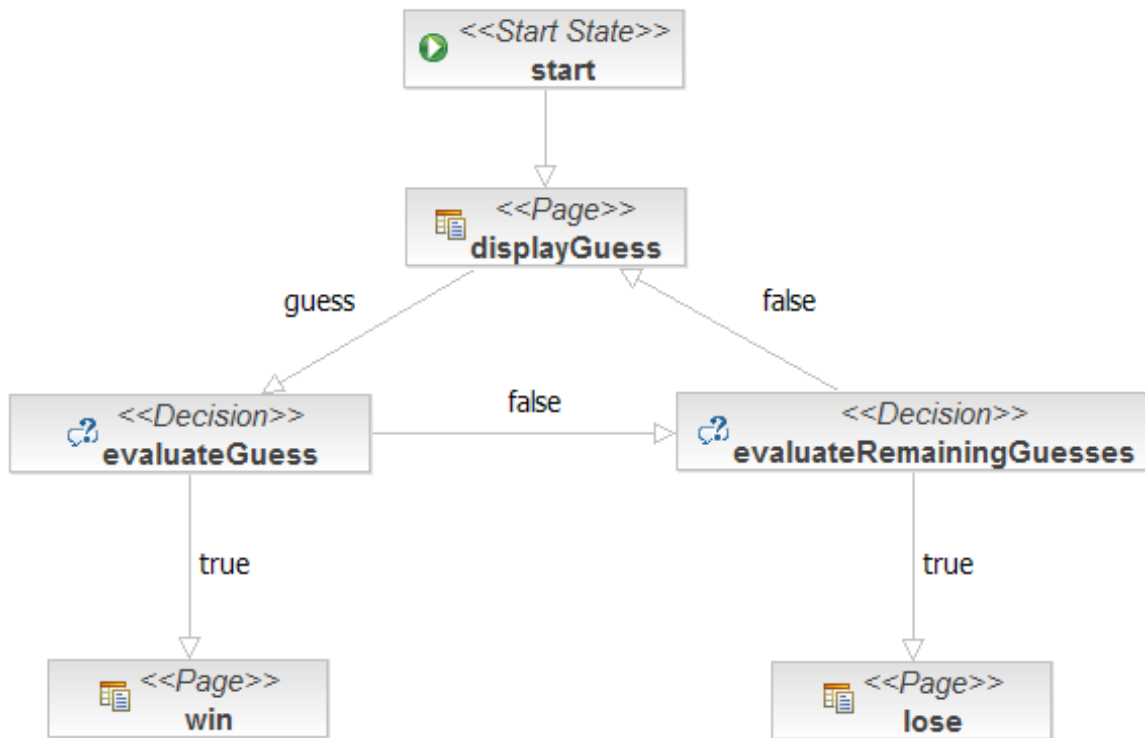 <<Start State>>
start
<<Page>>
displayGuess
guess
false
<<Decision>>
evaluateGuess
false
<<Decision>>
evaluateRemainingGuesses
true
true
<<Page>>
win
<<Page>>
lose